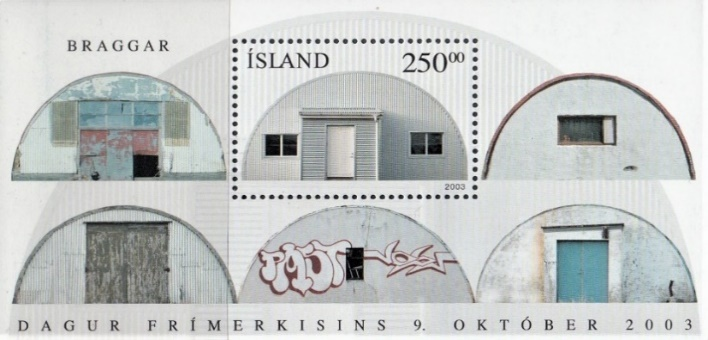 BRAGGAR
ÍSLAND 250⁰⁰
2003
DAGUR FRÍMERKISINS 9. OKTÓBER 2003